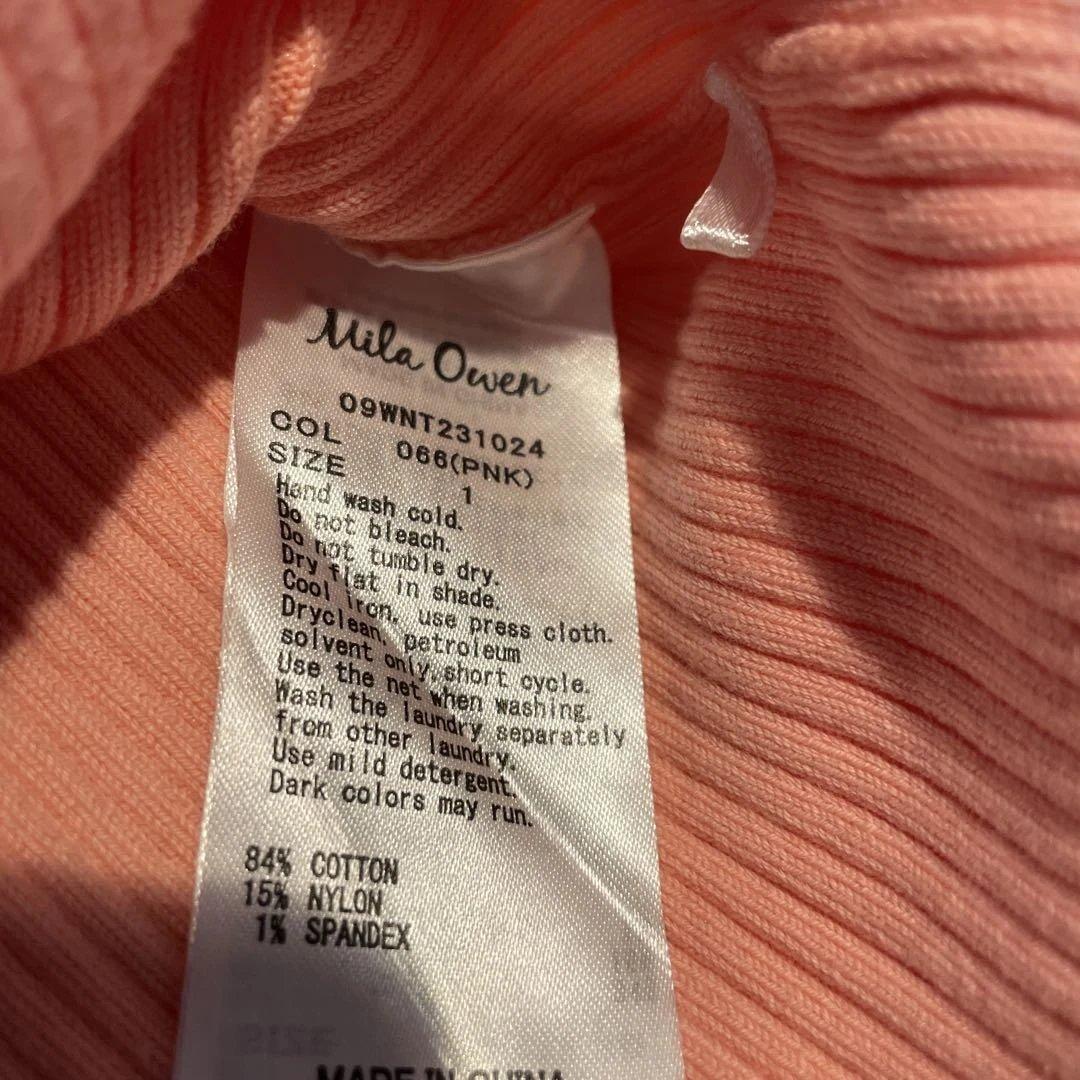 Mila Owen
09WNT231024
COL 066(PNK)
SIZE 1
Hand wash cold.
Do not bleach.
Do not tumble dry.
Dry flat in shade.
Cool iron, use press cloth.
Dryclean, petroleum
solvent only, short cycle.
Use the net when washing.
Wash the laundry separately
from other laundry.
Use mild detergent.
Dark colors may run.
84% COTTON
15% NYLON
1% SPANDEX
MADE IN CHINA